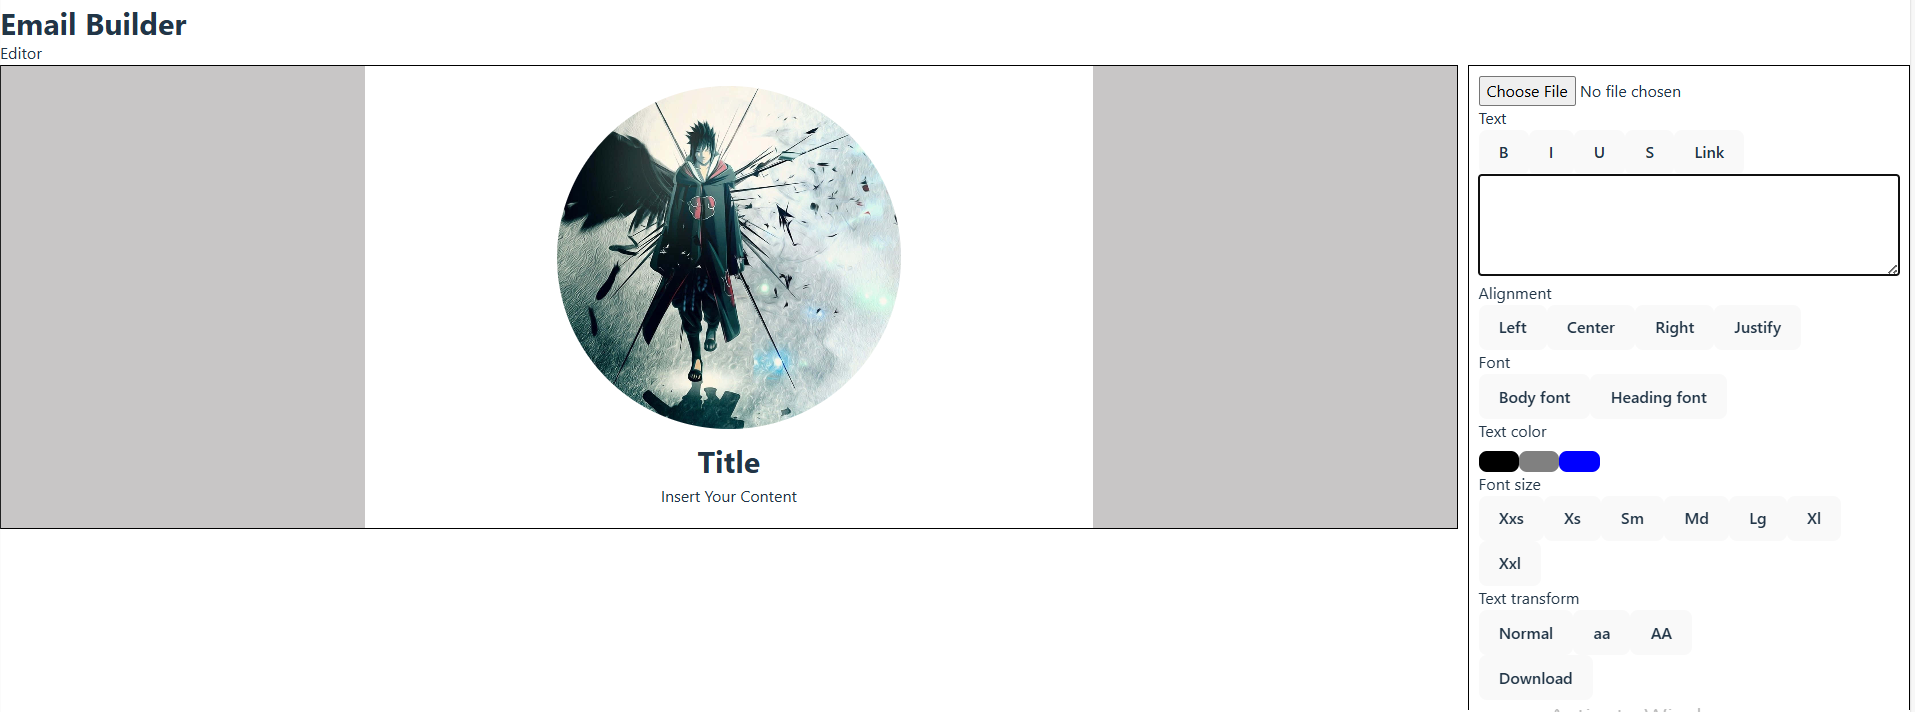 Email Builder
Editor
Title
Insert Your Content
Choose File No file chosen
Text
B I U S Link
Alignment
Left Center Right Justify
Font
Body font Heading font
Text color
Font size
Xxs Xs Sm Md Lg Xl
Xxl
Text transform
Normal aa AA
Download